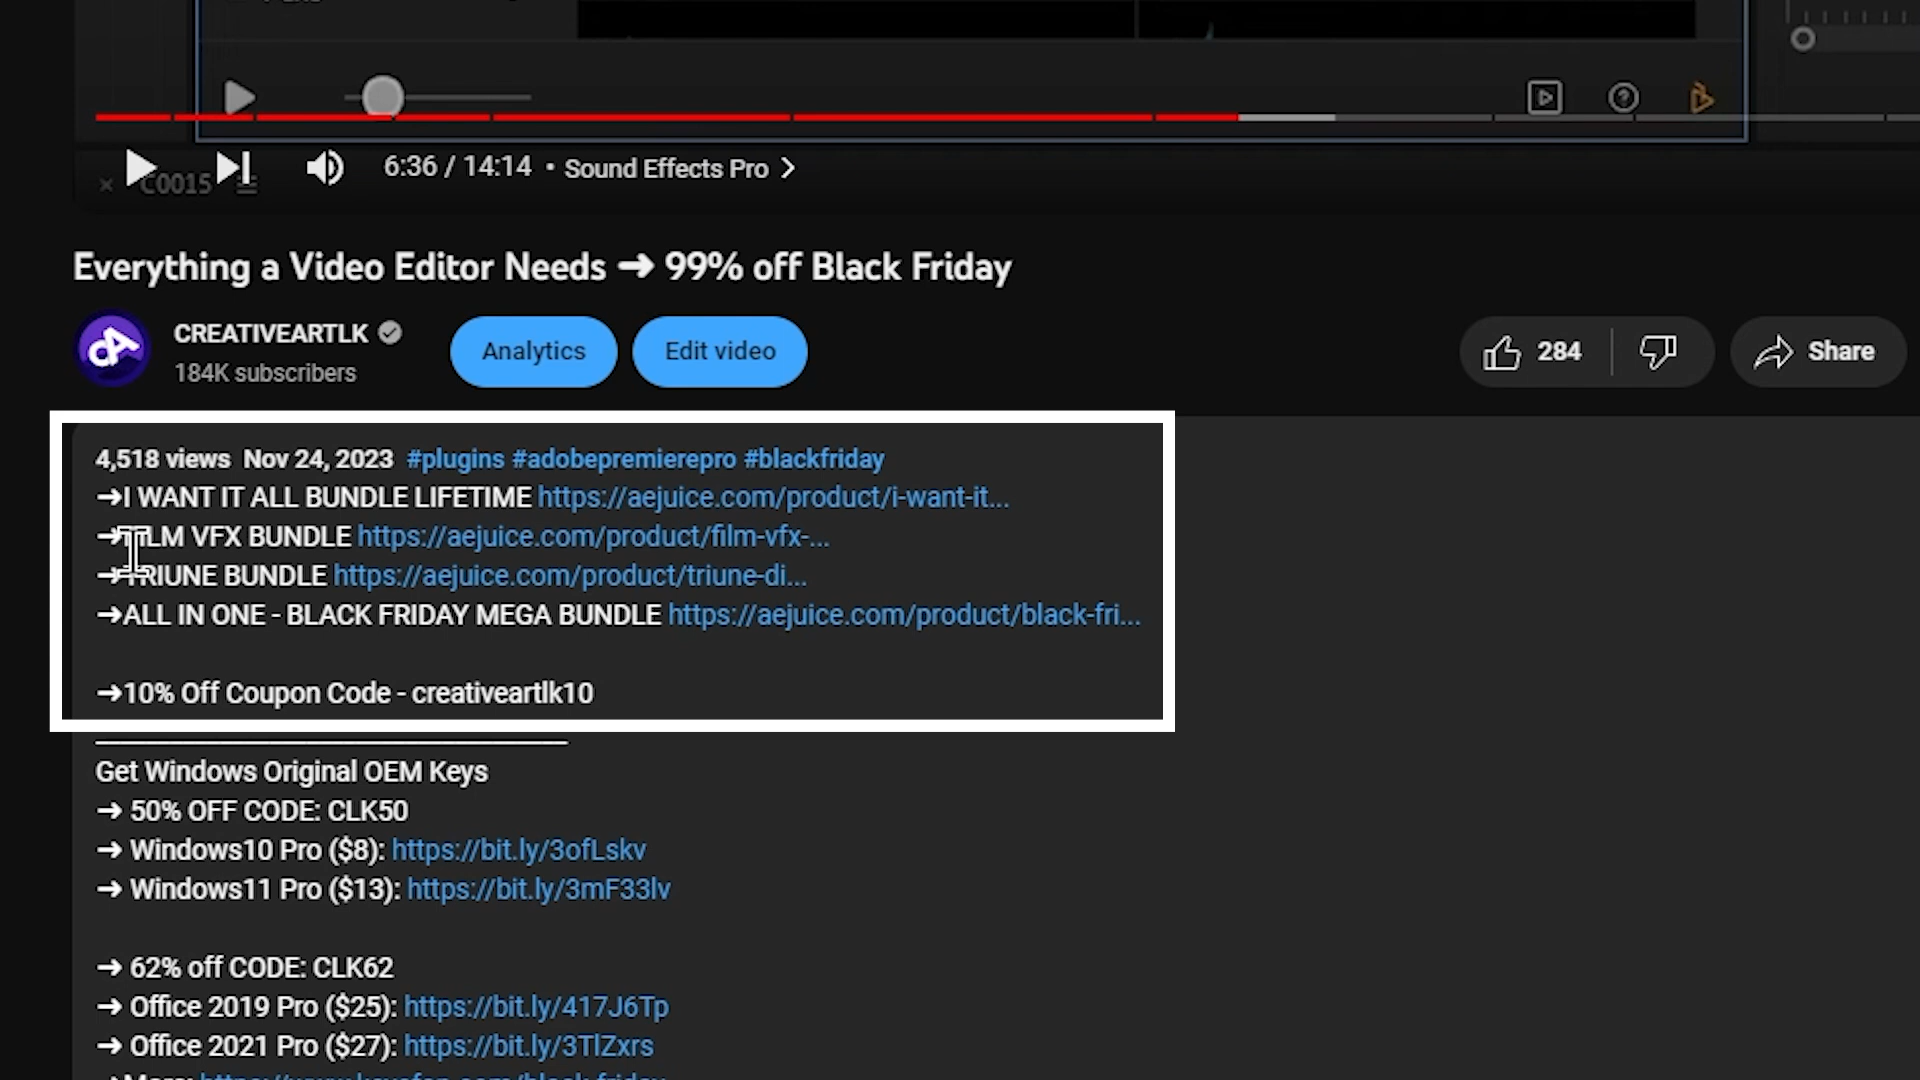 C0015
6:36 / 14:14 • Sound Effects Pro >
Everything a Video Editor Needs ➜ 99% off Black Friday
CREATIVEARTLK
184K subscribers
Analytics
Edit video
284
Share
4,518 views Nov 24, 2023 #plugins #adobepremierepro #blackfriday
➜I WANT IT ALL BUNDLE LIFETIME https://aejuice.com/product/i-want-it...
➜FILM VFX BUNDLE https://aejuice.com/product/film-vfx-...
➜TRIUNE BUNDLE https://aejuice.com/product/triune-di...
➜ALL IN ONE - BLACK FRIDAY MEGA BUNDLE https://aejuice.com/product/black-fri...
➜10% Off Coupon Code - creativeartlk10
Get Windows Original OEM Keys
➜ 50% OFF CODE: CLK50
➜ Windows10 Pro ($8): https://bit.ly/3ofLskv
➜ Windows11 Pro ($13): https://bit.ly/3mF33lv
➜ 62% off CODE: CLK62
➜ Office 2019 Pro ($25): https://bit.ly/417J6Tp
➜ Office 2021 Pro ($27): https://bit.ly/3TlZxrs